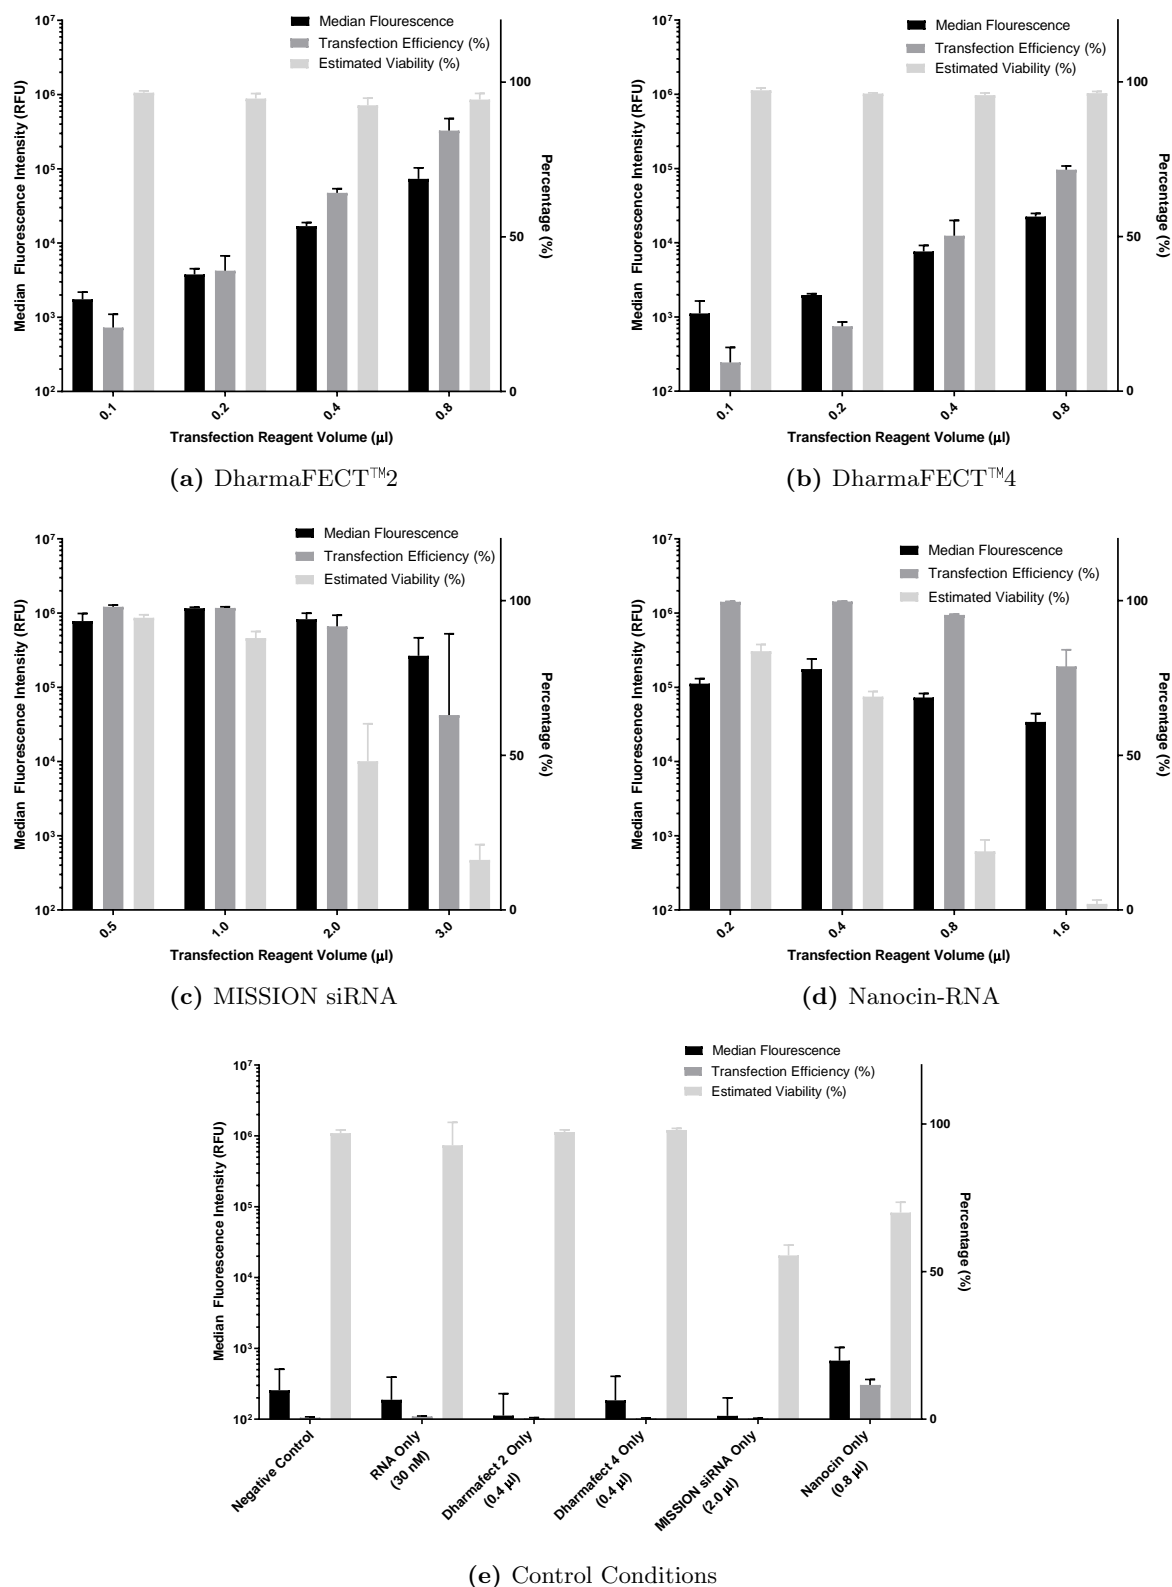 Median Flourescence
Transfection Efficiency (%)
Estimated Viability (%)
Median Fluorescence Intensity (RFU)
10⁷
10⁶
10⁵
10⁴
10³
10²
100
50
0
Percentage (%)
0.1 0.2 0.4 0.8
Transfection Reagent Volume (µl)
(a) DharmaFECT™2
Median Flourescence
Transfection Efficiency (%)
Estimated Viability (%)
Median Fluorescence Intensity (RFU)
10⁷
10⁶
10⁵
10⁴
10³
10²
100
50
0
Percentage (%)
0.1 0.2 0.4 0.8
Transfection Reagent Volume (µl)
(b) DharmaFECT™4
Median Flourescence
Transfection Efficiency (%)
Estimated Viability (%)
Median Fluorescence Intensity (RFU)
10⁷
10⁶
10⁵
10⁴
10³
10²
100
50
0
Percentage (%)
0.5 1.0 2.0 3.0
Transfection Reagent Volume (µl)
(c) MISSION siRNA
Median Flourescence
Transfection Efficiency (%)
Estimated Viability (%)
Median Fluorescence Intensity (RFU)
10⁷
10⁶
10⁵
10⁴
10³
10²
100
50
0
Percentage (%)
0.2 0.4 0.8 1.6
Transfection Reagent Volume (µl)
(d) Nanocin-RNA
Median Flourescence
Transfection Efficiency (%)
Estimated Viability (%)
Median Fluorescence Intensity (RFU)
10⁷
10⁶
10⁵
10⁴
10³
10²
100
50
0
Percentage (%)
Negative Control
RNA Only
(30 nM)
Dharmafect 2 Only
(0.4 µl)
Dharmafect 4 Only
(0.4 µl)
MISSION siRNA Only
(2.0 µl)
Nanocin Only
(0.8 µl)
(e) Control Conditions